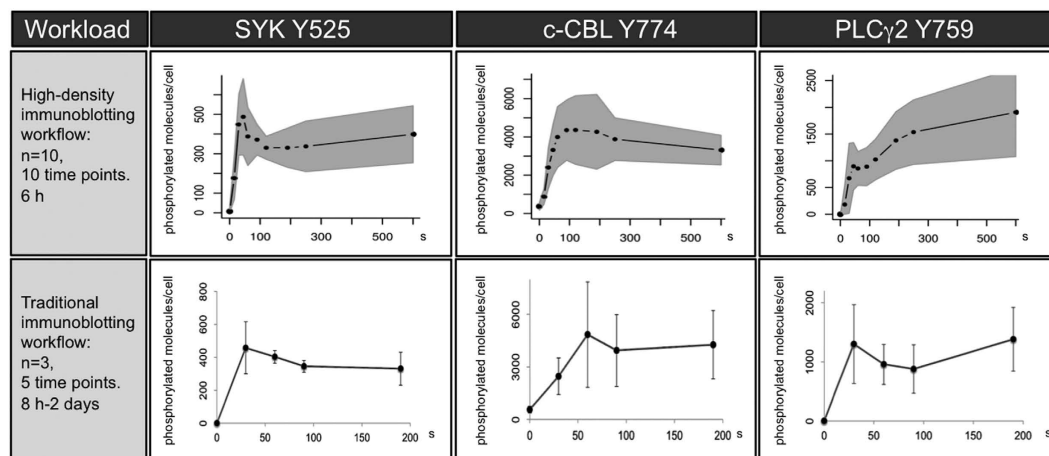 Workload
SYK Y525
c-CBL Y774
PLCγ2 Y759
High-density
immunoblotting
workflow:
n=10,
10 time points.
6 h
phosphorylated molecules/cell
0
100
300
500
0
100
300
500
s
phosphorylated molecules/cell
0
2000
4000
6000
0
100
300
500
s
phosphorylated molecules/cell
0
500
1500
2500
0
100
300
500
s
Traditional
immunoblotting
workflow:
n=3,
5 time points.
8 h-2 days
phosphorylated molecules/cell
0
200
400
600
800
0
50
100
150
200
s
phosphorylated molecules/cell
0
3000
6000
0
50
100
150
200
s
phosphorylated molecules/cell
0
1000
2000
0
50
100
150
200
s